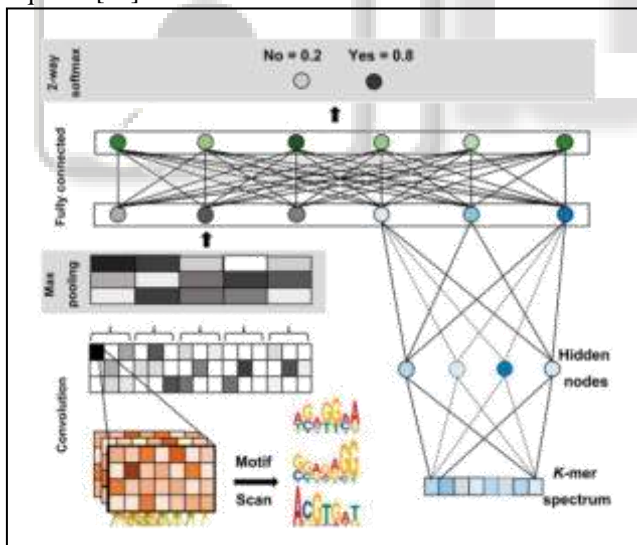 No = 0.2 Yes = 0.8
2-way
softmax
Fully connected
Max
pooling
Hidden
nodes
Convolution
Motif
Scan
K-mer
spectrum
ACGTGAT